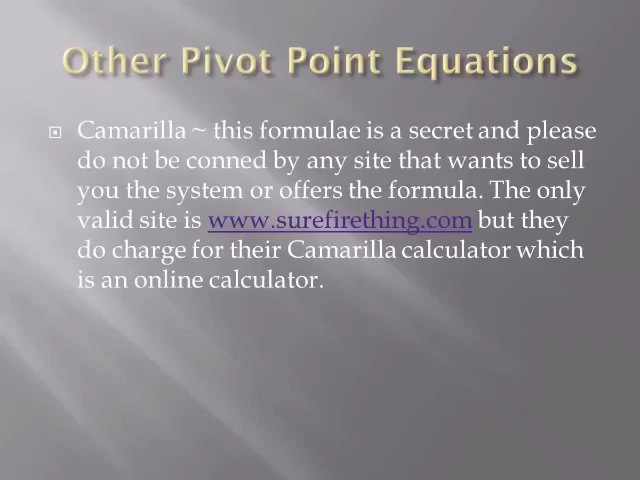 Other Pivot Point Equations
Camarilla ~ this formulae is a secret and please
do not be conned by any site that wants to sell
you the system or offers the formula. The only
valid site is www.surefirething.com but they
do charge for their Camarilla calculator which
is an online calculator.